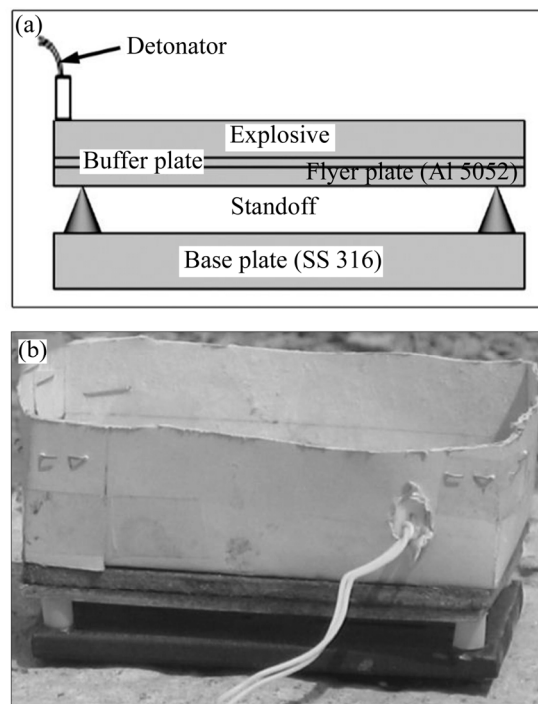 (a)
Detonator
Explosive
Buffer plate
Flyer plate (Al 5052)
Standoff
Base plate (SS 316)
(b)